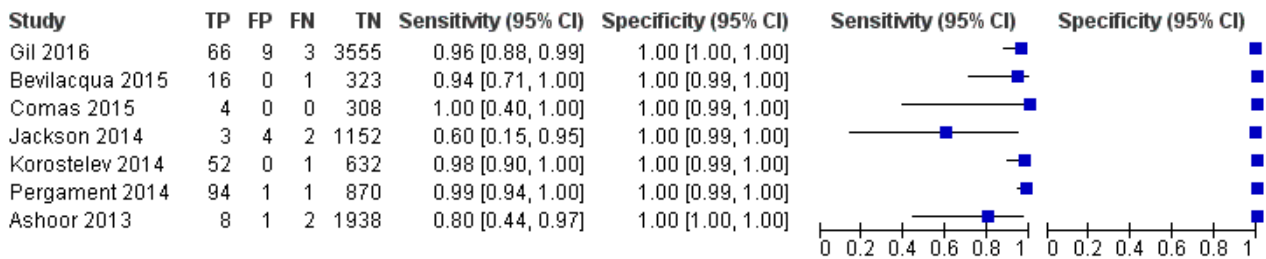 Study TP FP FN TN Sensitivity (95% CI) Specificity (95% CI) Sensitivity (95% CI) Specificity (95% CI)
Gil 2016 66 9 3 3555 0.96 [0.88, 0.99] 1.00 [1.00, 1.00]
Bevilacqua 2015 16 0 1 323 0.94 [0.71, 1.00] 1.00 [0.99, 1.00]
Comas 2015 4 0 0 308 1.00 [0.40, 1.00] 1.00 [0.99, 1.00]
Jackson 2014 3 4 2 1152 0.60 [0.15, 0.95] 1.00 [0.99, 1.00]
Korostelev 2014 52 0 1 632 0.98 [0.90, 1.00] 1.00 [0.99, 1.00]
Pergament 2014 94 1 1 870 0.99 [0.94, 1.00] 1.00 [0.99, 1.00]
Ashoor 2013 8 1 2 1938 0.80 [0.44, 0.97] 1.00 [1.00, 1.00]
0 0.2 0.4 0.6 0.8 1 0 0.2 0.4 0.6 0.8 1